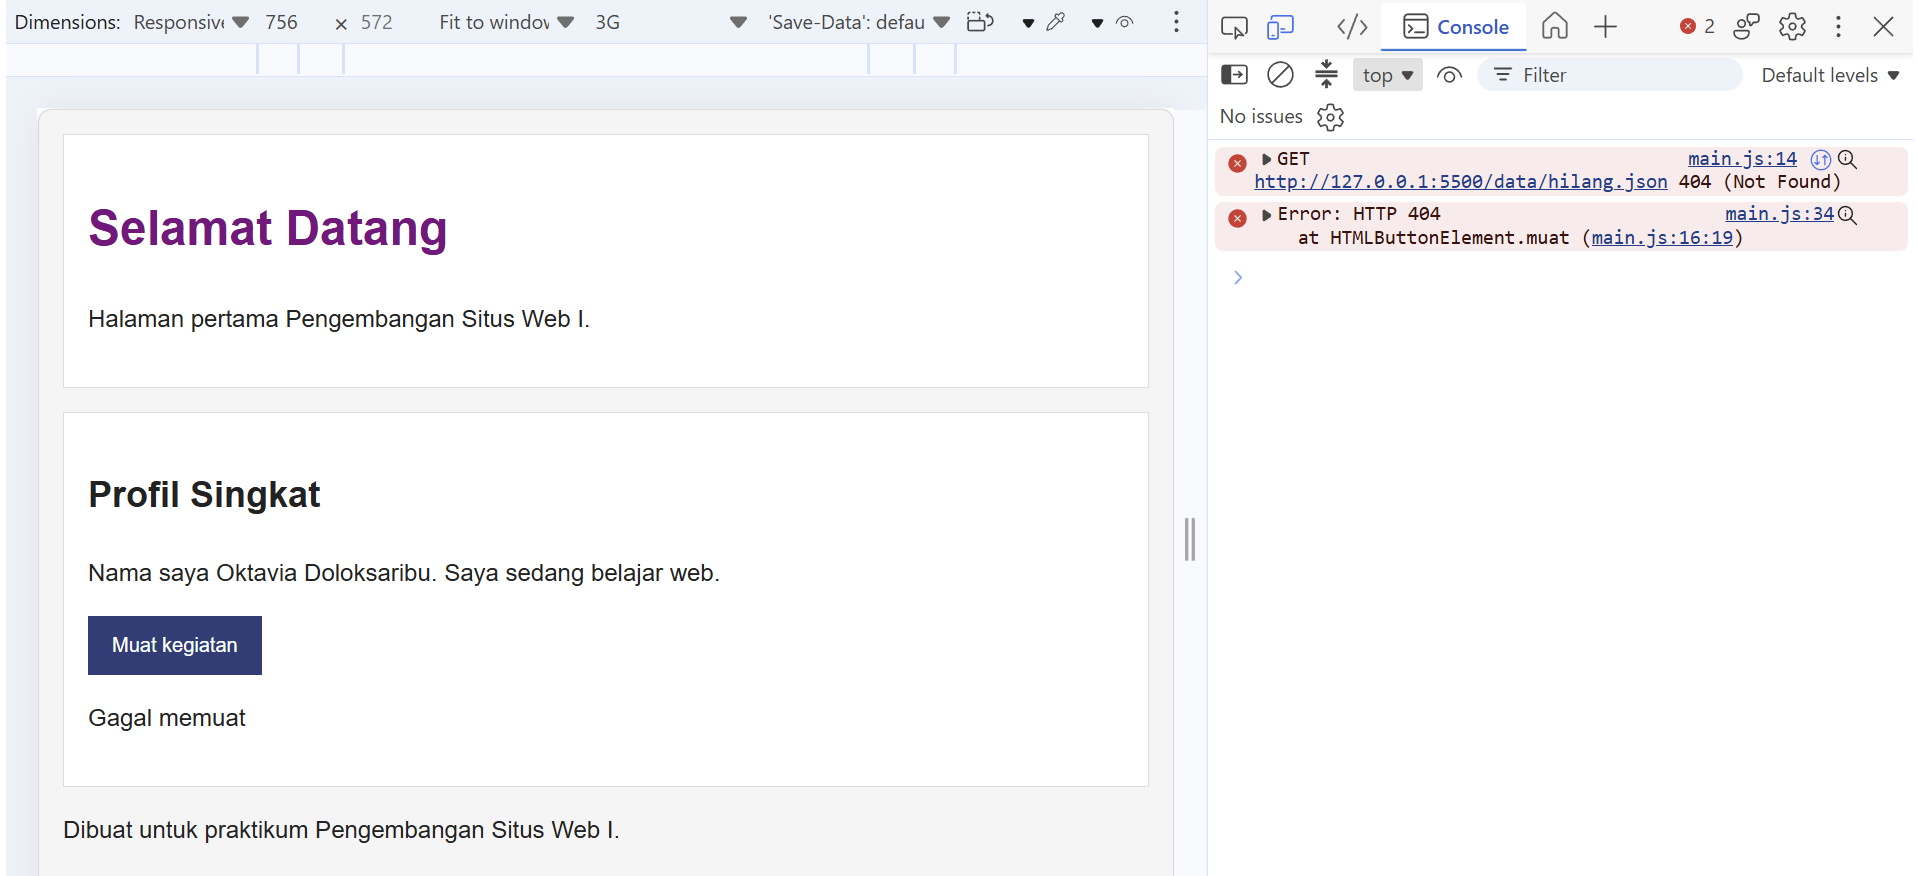 Dimensions: Responsive 756 × 572 Fit to window 3G 'Save-Data': defau
Selamat Datang
Halaman pertama Pengembangan Situs Web I.
Profil Singkat
Nama saya Oktavia Doloksaribu. Saya sedang belajar web.
Muat kegiatan
Gagal memuat
Dibuat untuk praktikum Pengembangan Situs Web I.
Console 2
top Filter Default levels
No issues
GET main.js:14
http://127.0.0.1:5500/data/hilang.json 404 (Not Found)
Error: HTTP 404 main.js:34
at HTMLButtonElement.muat (main.js:16:19)